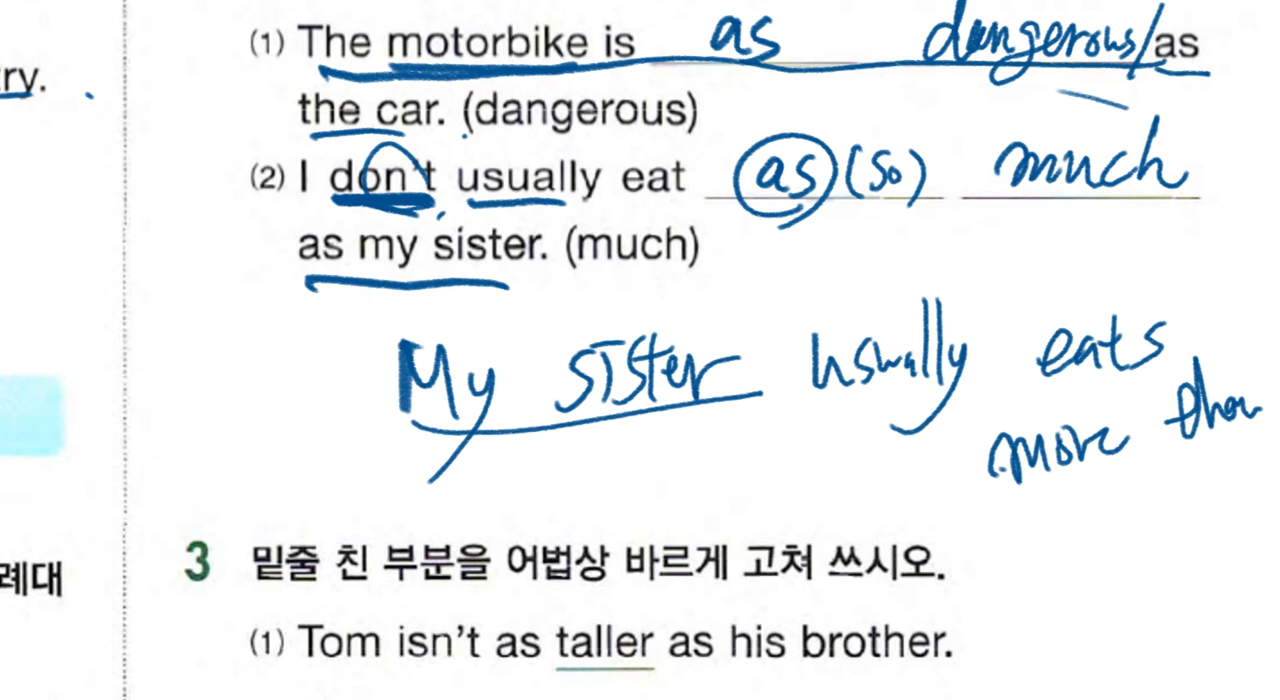 (1) The motorbike is as dangerous/as
ry.
the car. (dangerous)
(2) I don't usually eat as (so) much
as my sister. (much)
My sister usually eats
more than
3 밑줄 친 부분을 어법상 바르게 고쳐 쓰시오.
례대
(1) Tom isn't as taller as his brother.